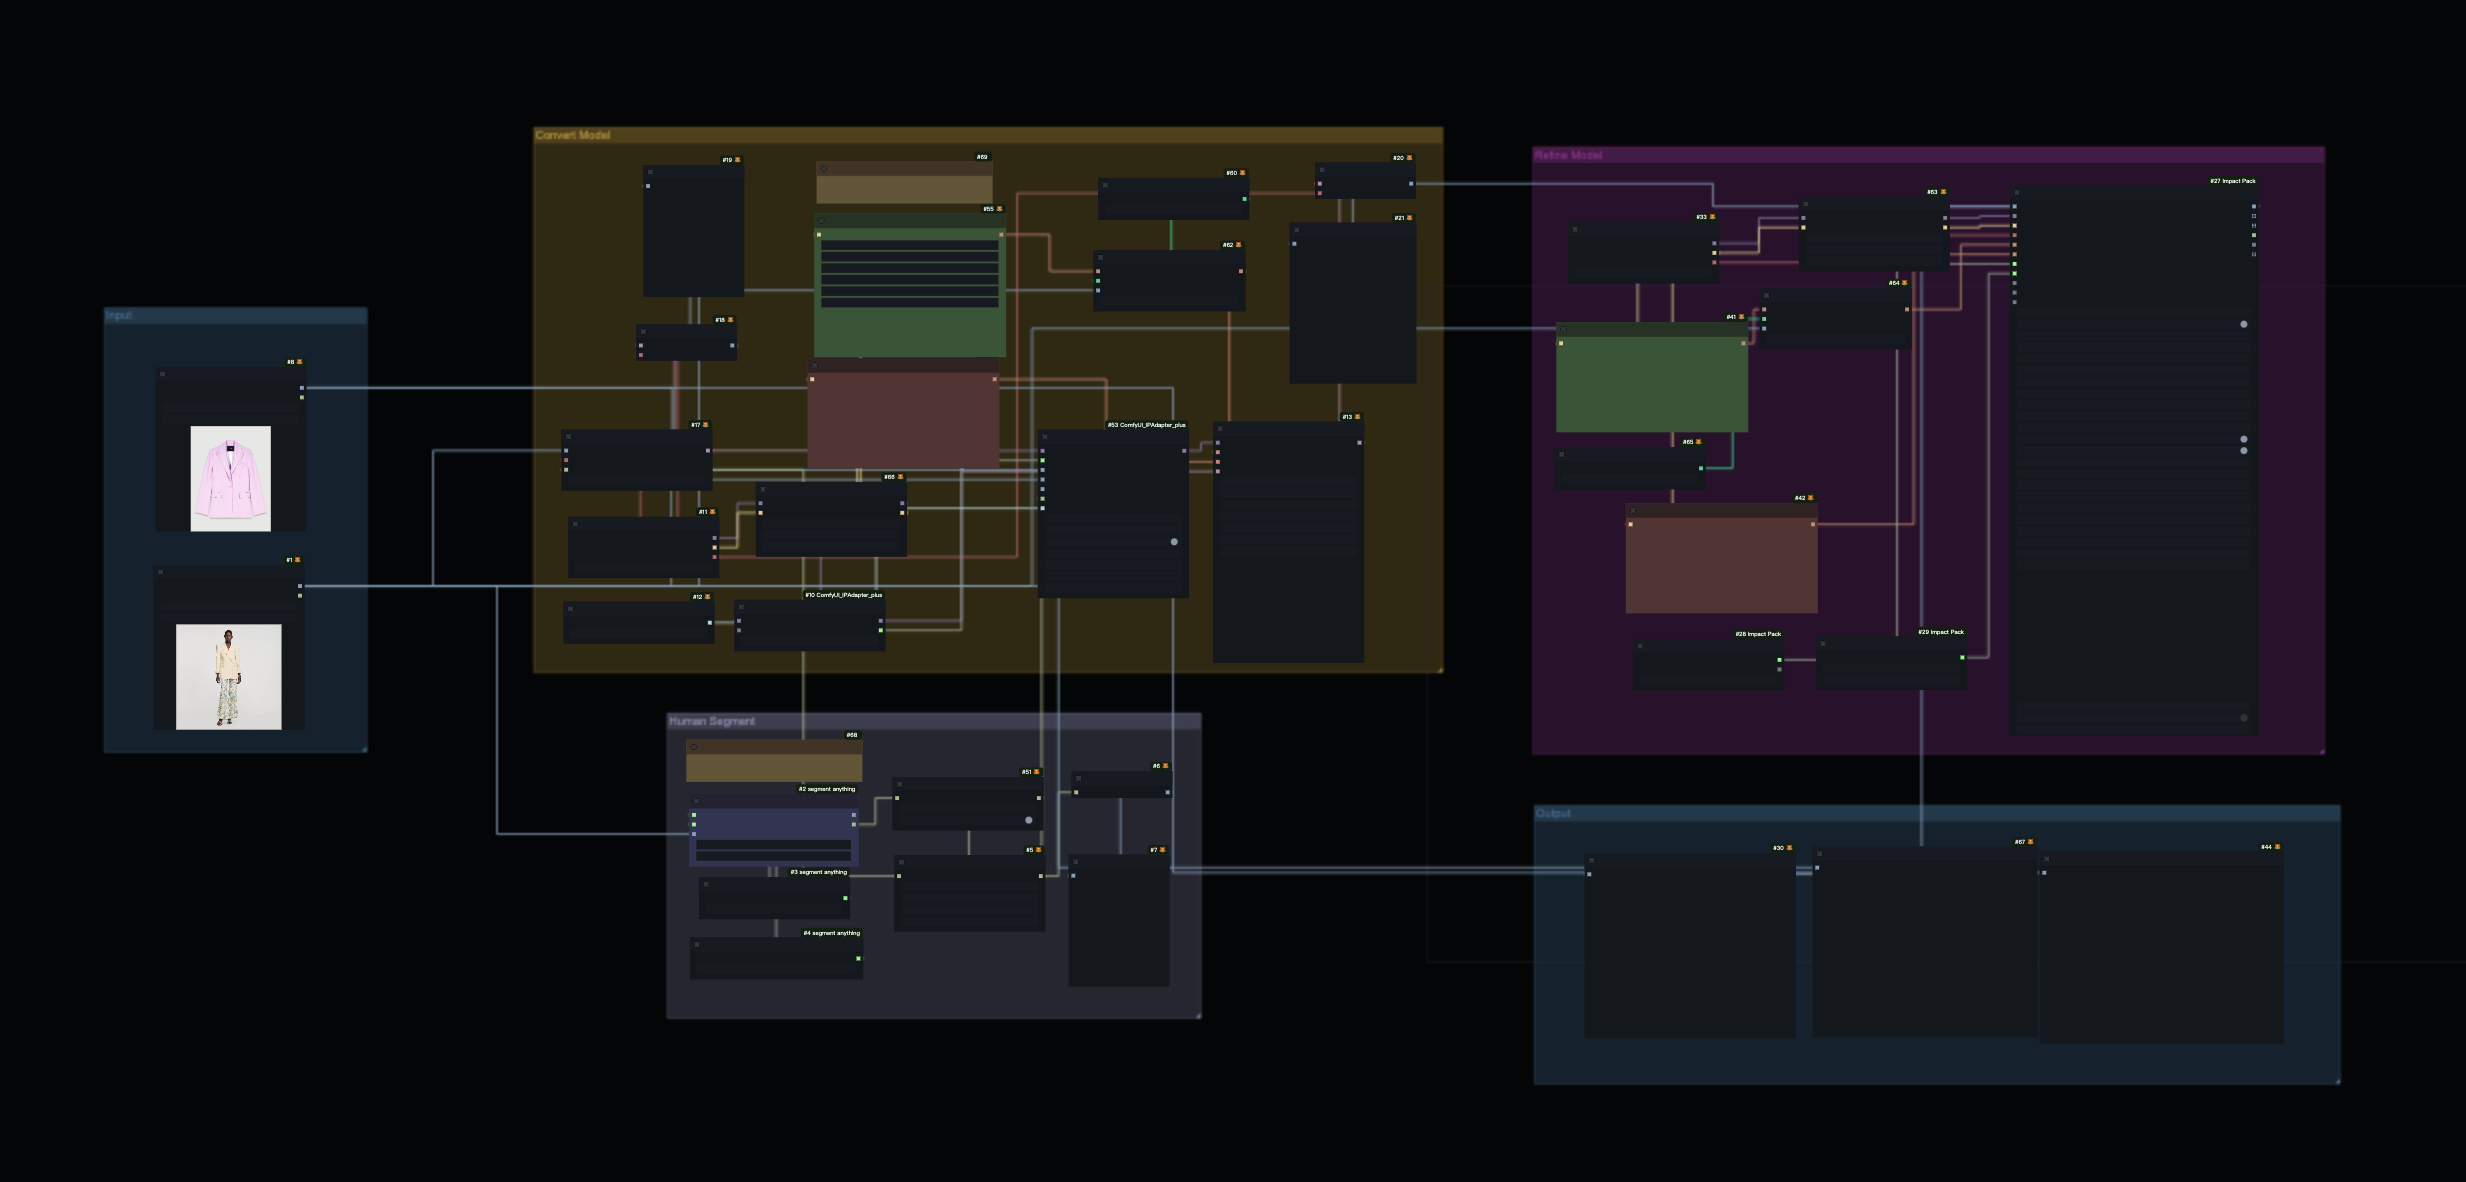 Input
#8
#1
Convert Model
#19
#69
#55
#18
#17
#66
#11
#12
#10 ComfyUI_IPAdapter_plus
#53 ComfyUI_IPAdapter_plus
#60
#62
#20
#21
#13
Human Segment
#68
#2 segment anything
#3 segment anything
#4 segment anything
#51
#5
#6
#7
Refine Model
#33
#63
#27 Impact Pack
#64
#41
#65
#42
#28 Impact Pack
#29 Impact Pack
Output
#30
#67
#44